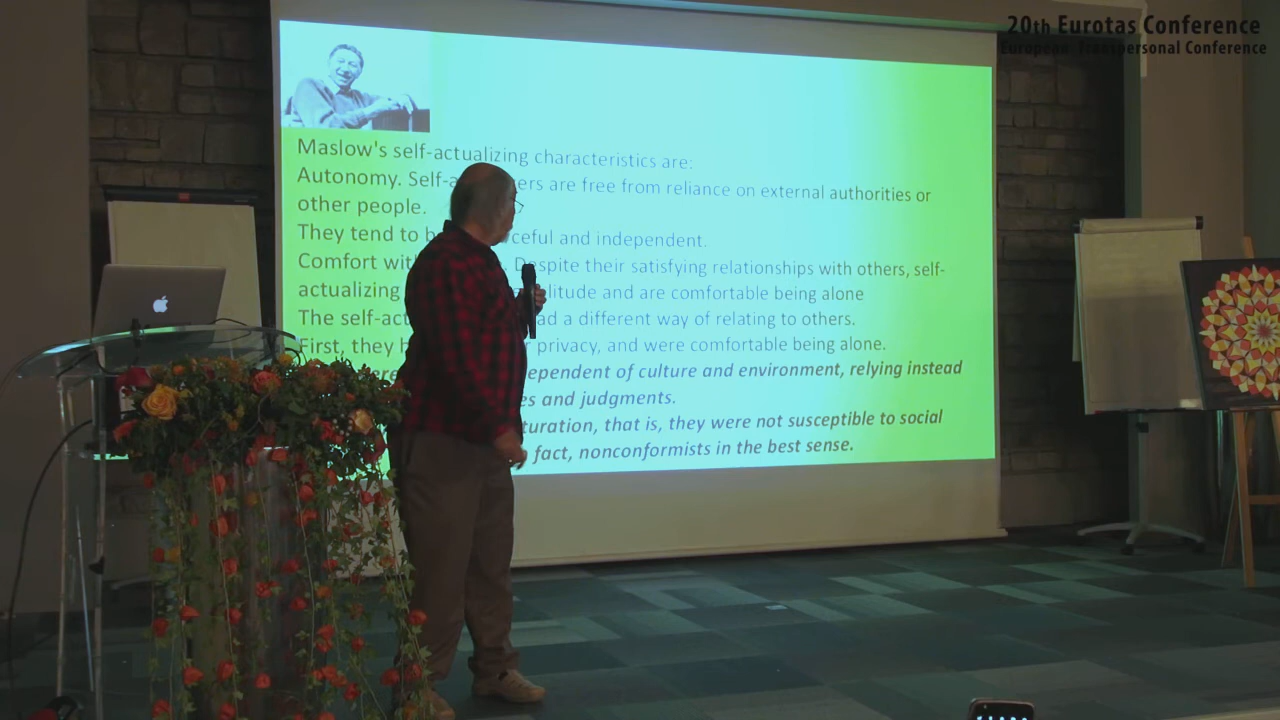 20th Eurotas Conference
European Transpersonal Conference
Maslow's self-actualizing characteristics are:
Autonomy. Self-a ers are free from reliance on external authorities or
other people.
They tend to b ceful and independent.
Comfort wit Despite their satisfying relationships with others, self-
actualizing litude and are comfortable being alone
The self-act ad a different way of relating to others.
First, they h r privacy, and were comfortable being alone.
ere ependent of culture and environment, relying instead
es and judgments.
turation, that is, they were not susceptible to social
fact, nonconformists in the best sense.